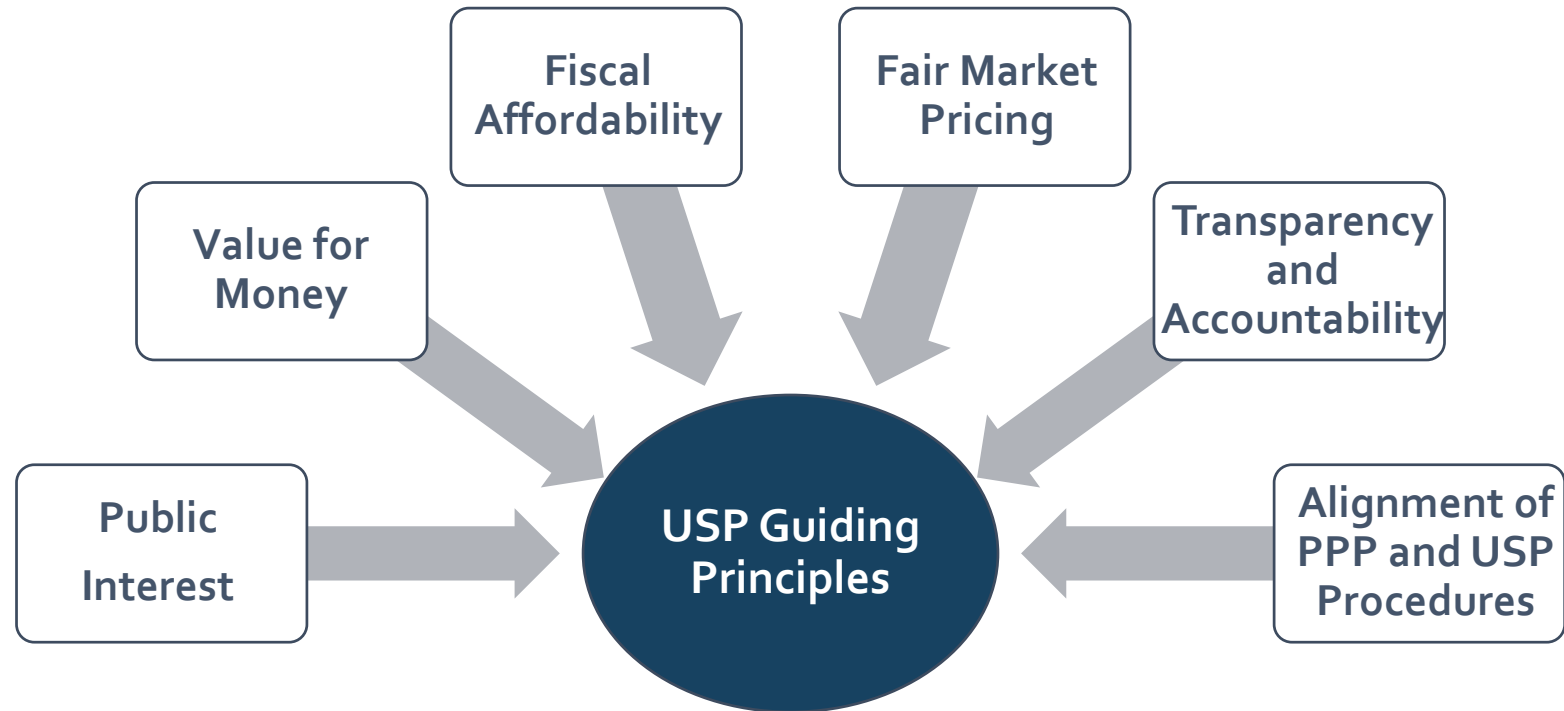 Fiscal
Affordability
Fair Market
Pricing
Value for
Money
Transparency
and
Accountability
Public
Interest
USP Guiding
Principles
Alignment of
PPP and USP
Procedures